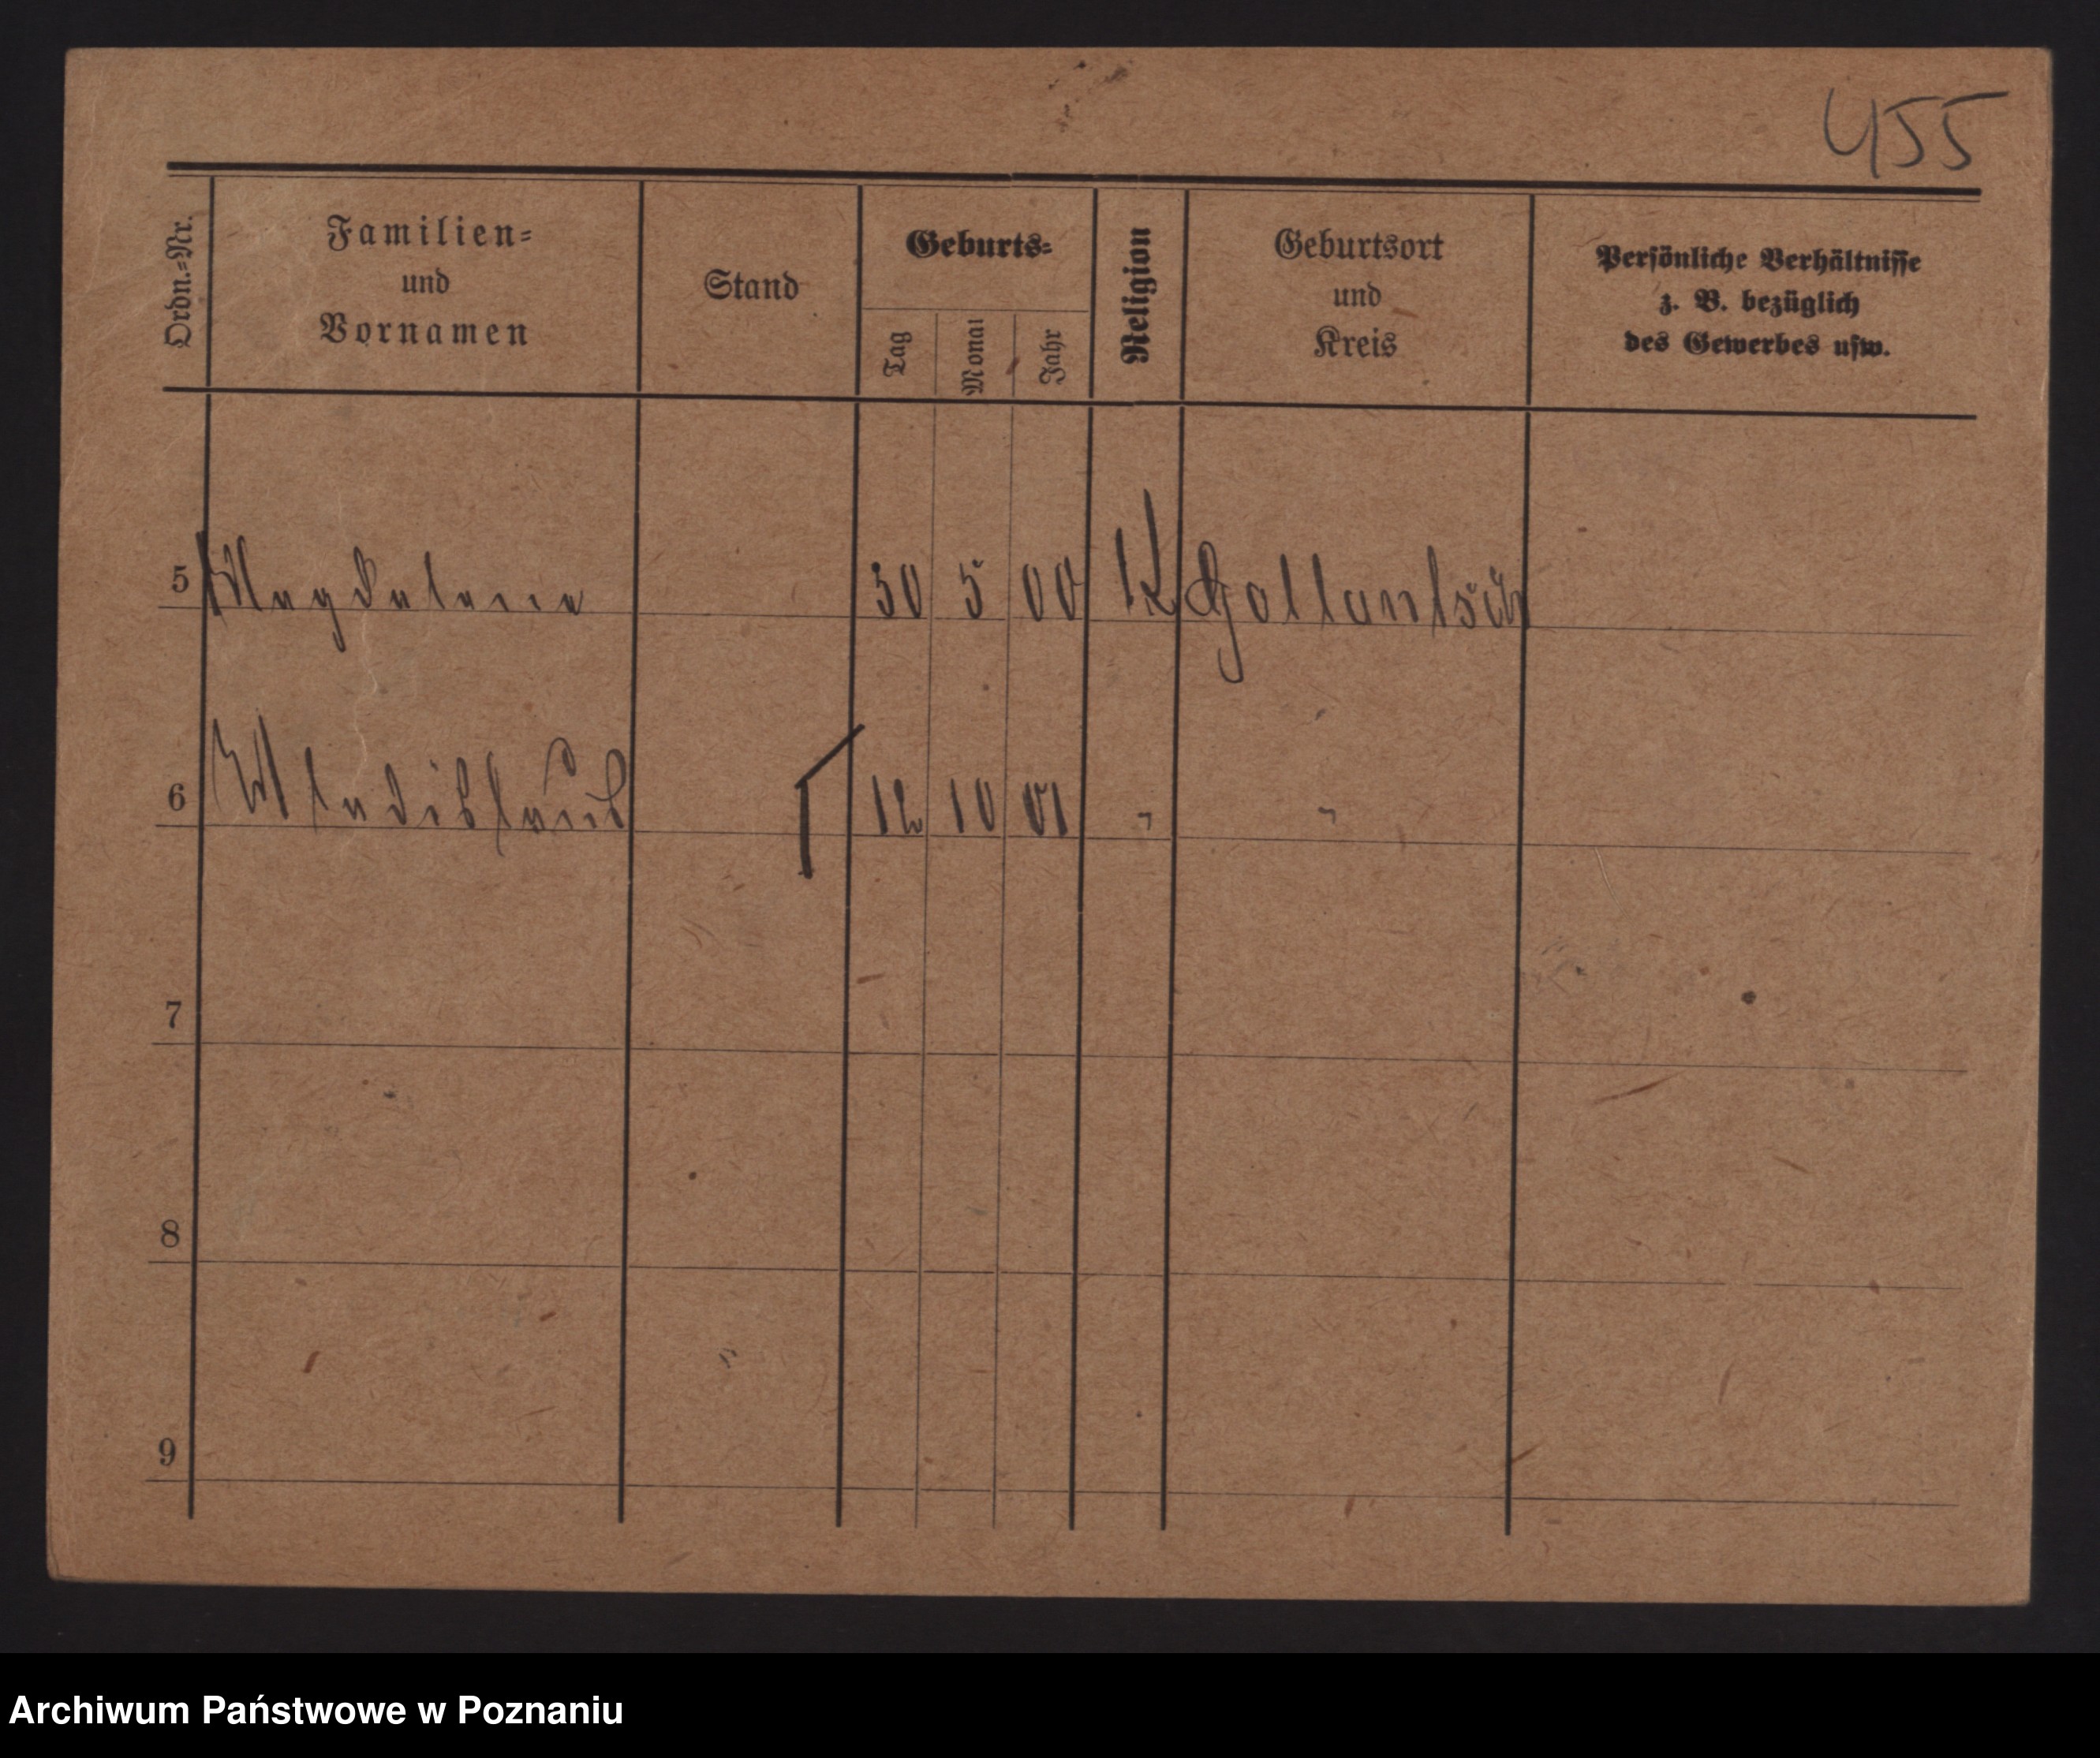 455
Ordn.=Nr.
Familien=
und
Vornamen
Stand
Geburts=
Tag
Monat
Jahr
Religion
Geburtsort
und
Kreis
Persönliche Verhältnisse
z. B. bezüglich
des Gewerbes usw.
5 Magdalena 30 5 00 K Gollantsch
6 Wladislaus 12 10 01 " "
7
8
9
Archiwum Państwowe w Poznaniu